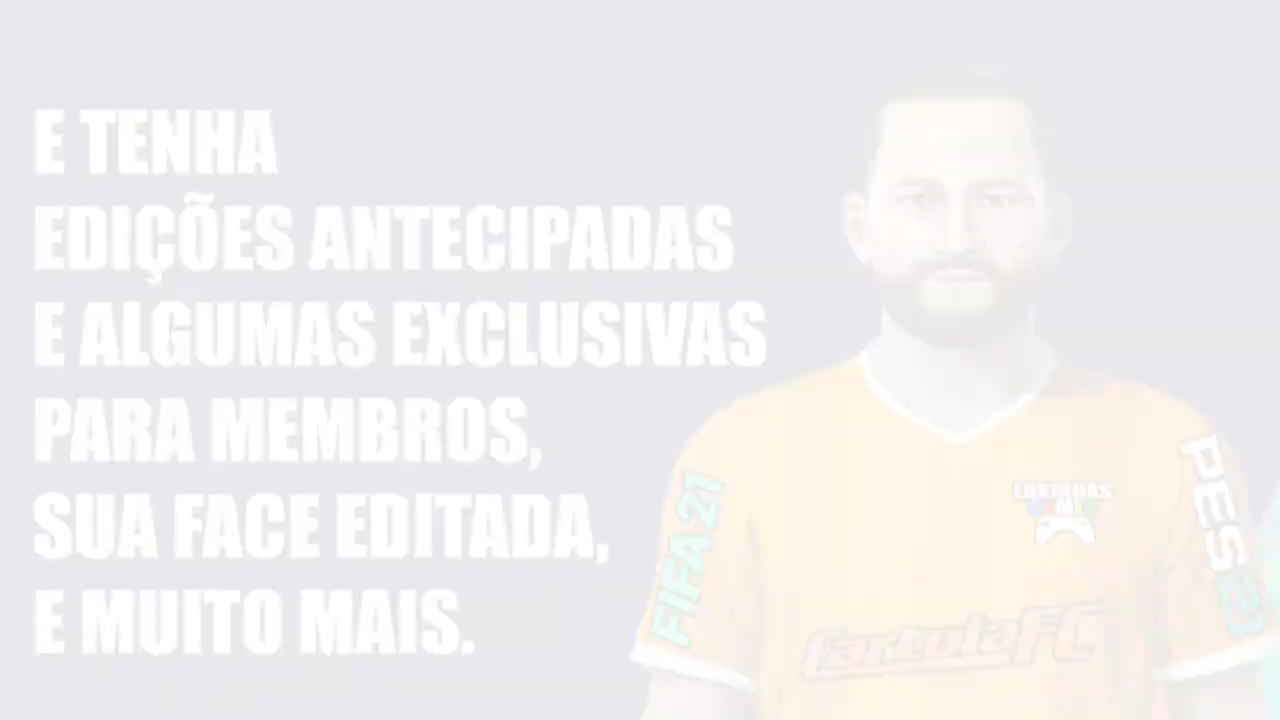 E TENHA
EDIÇÕES ANTECIPADAS
E ALGUMAS EXCLUSIVAS
PARA MEMBROS,
SUA FACE EDITADA,
E MUITO MAIS.
FIFA 21
PES 21
CartolaFC